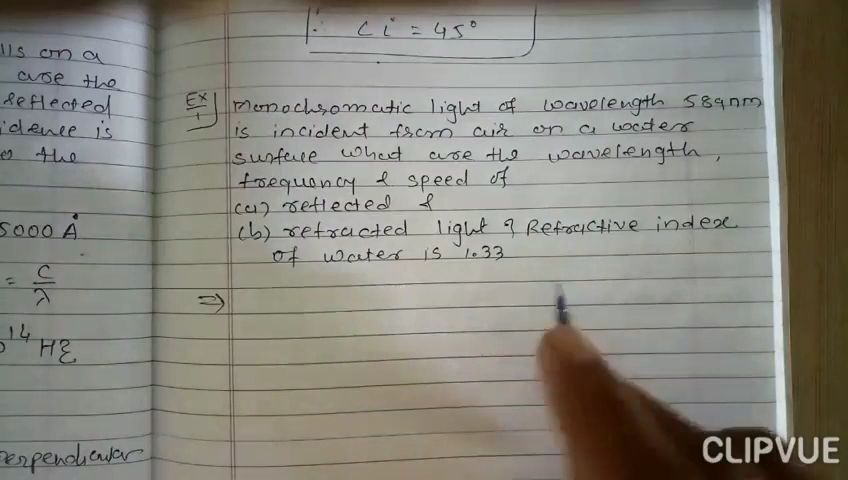 lls on a
are the
reflected
idence is
the
5000 Å
= C/λ
14 Hz
perpendicular
∴ ∠i = 45°
Ex 1
monochromatic light of wavelength 589nm
is incident from air on a water
surface what are the wavelength,
frequency & speed of
(a) reflected &
(b) refracted light ? Refractive index
of water is 1.33
⇒
CLIPVUE